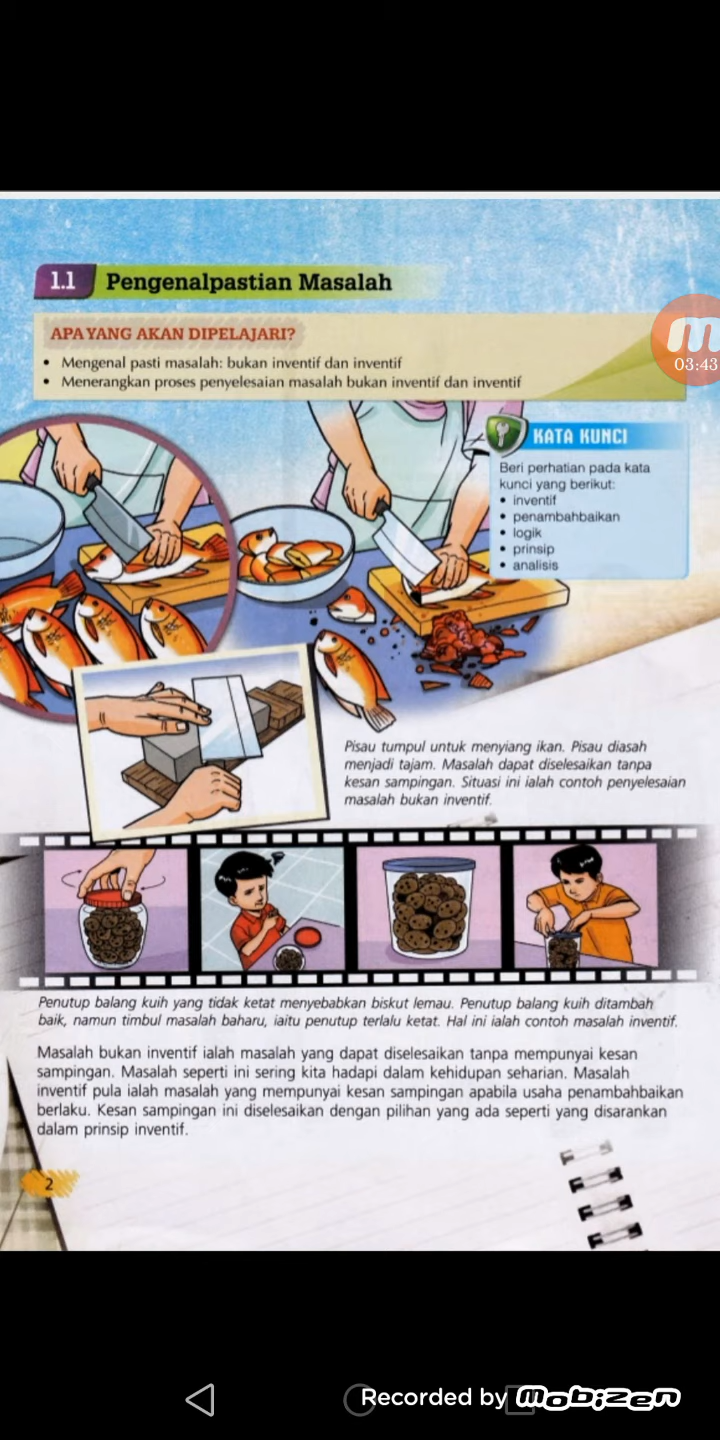 1.1 Pengenalpastian Masalah
APA YANG AKAN DIPELAJARI?
• Mengenal pasti masalah: bukan inventif dan inventif
• Menerangkan proses penyelesaian masalah bukan inventif dan inventif
03:43
KATA KUNCI
Beri perhatian pada kata
kunci yang berikut:
• inventif
• penambahbaikan
• logik
• prinsip
• analisis
Pisau tumpul untuk menyiang ikan. Pisau diasah
menjadi tajam. Masalah dapat diselesaikan tanpa
kesan sampingan. Situasi ini ialah contoh penyelesaian
masalah bukan inventif.
Penutup balang kuih yang tidak ketat menyebabkan biskut lemau. Penutup balang kuih ditambah
baik, namun timbul masalah baharu, iaitu penutup terlalu ketat. Hal ini ialah contoh masalah inventif.
Masalah bukan inventif ialah masalah yang dapat diselesaikan tanpa mempunyai kesan
sampingan. Masalah seperti ini sering kita hadapi dalam kehidupan seharian. Masalah
inventif pula ialah masalah yang mempunyai kesan sampingan apabila usaha penambahbaikan
berlaku. Kesan sampingan ini diselesaikan dengan pilihan yang ada seperti yang disarankan
dalam prinsip inventif.
2
Recorded by mobizen